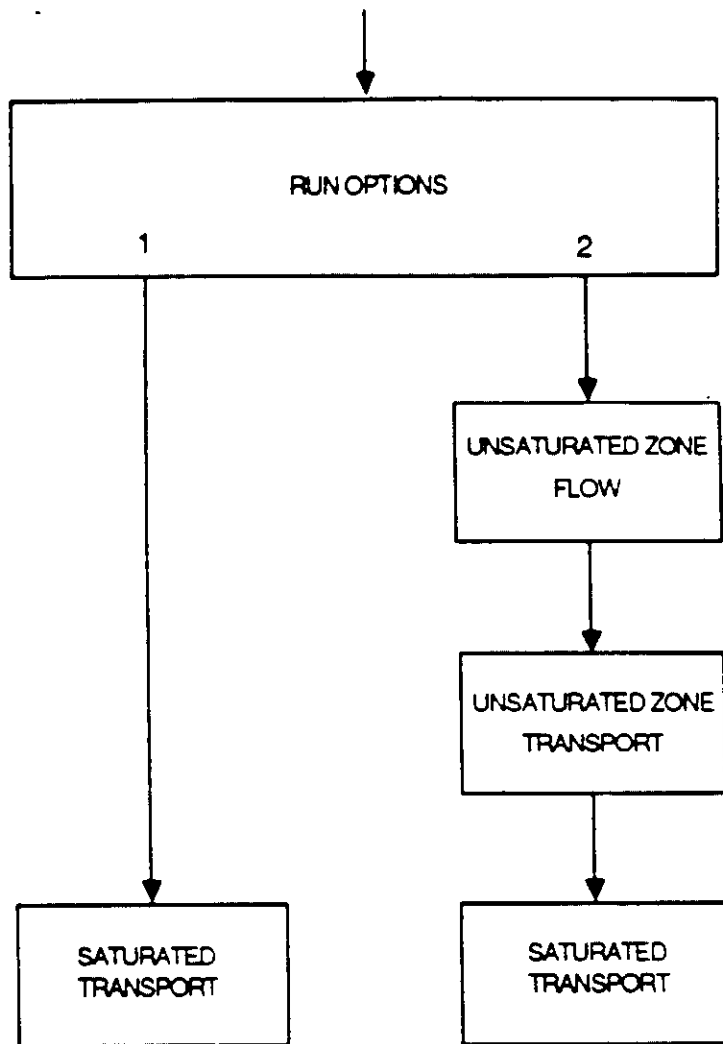 RUN OPTIONS
1 2
UNSATURATED ZONE
FLOW
UNSATURATED ZONE
TRANSPORT
SATURATED
TRANSPORT
SATURATED
TRANSPORT